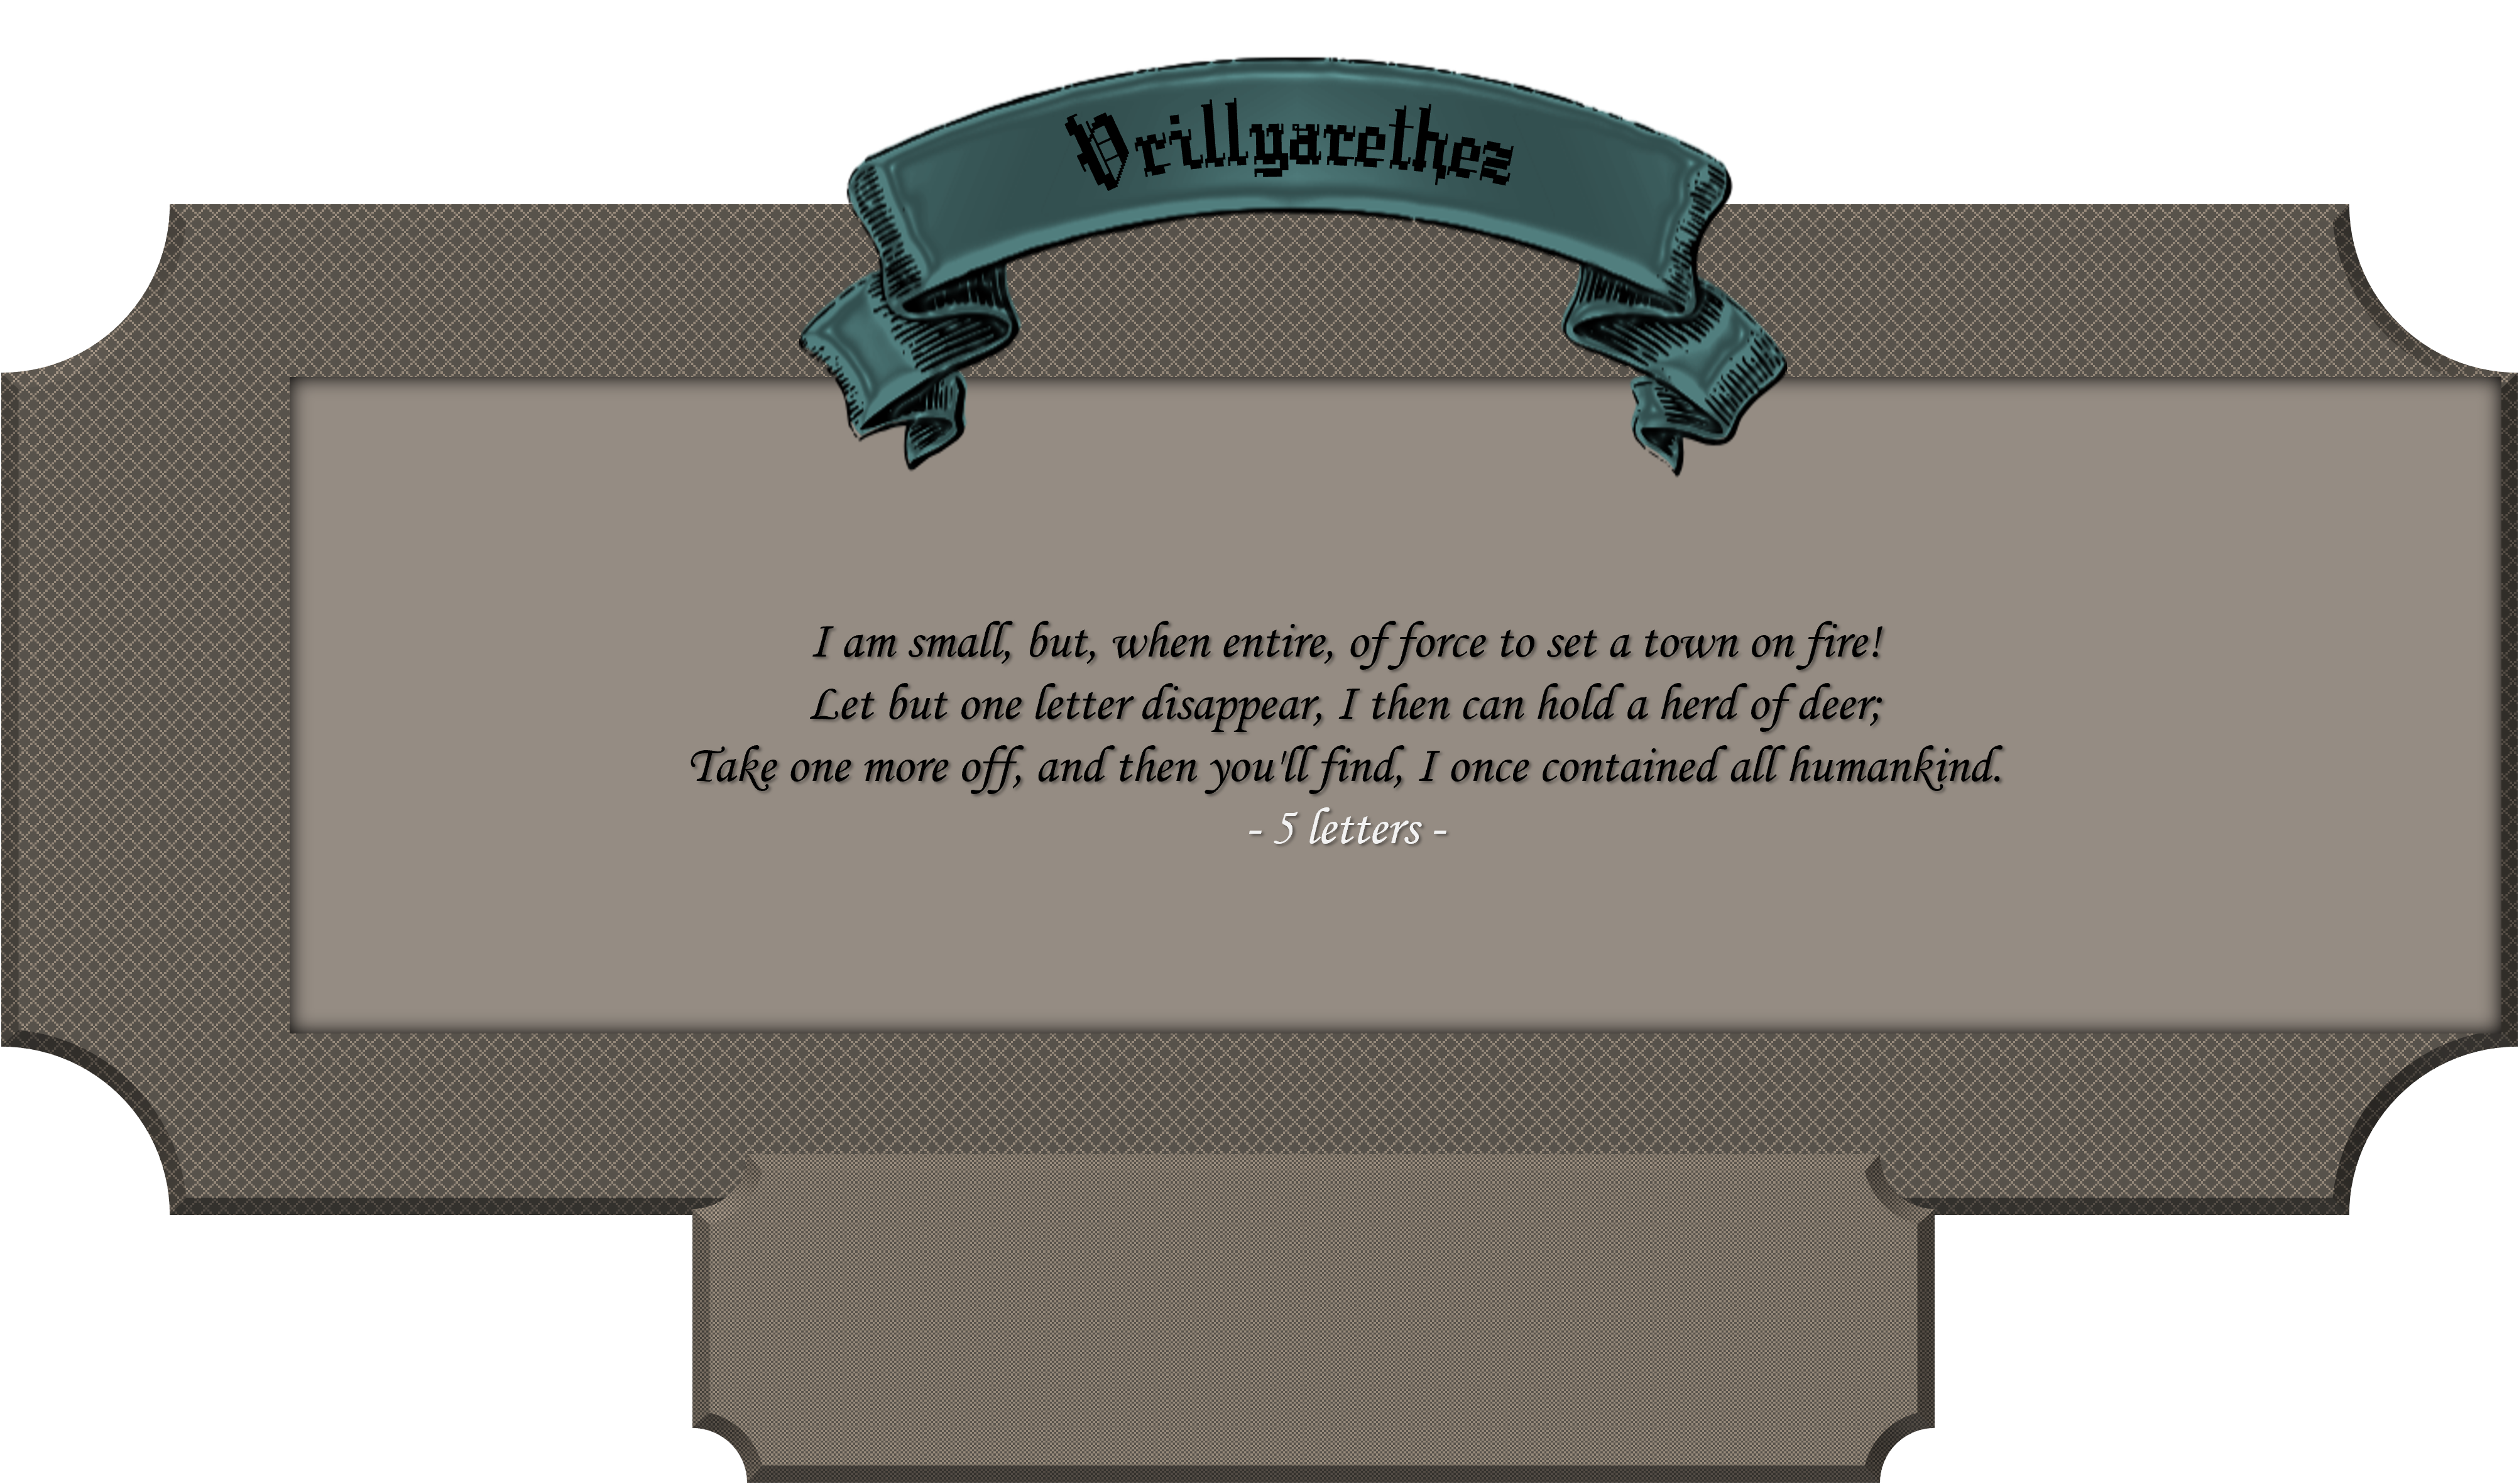 Vrillyarethez
I am small, but, when entire, of force to set a town on fire!
Let but one letter disappear, I then can hold a herd of deer;
Take one more off, and then you'll find, I once contained all humankind.
- 5 letters -